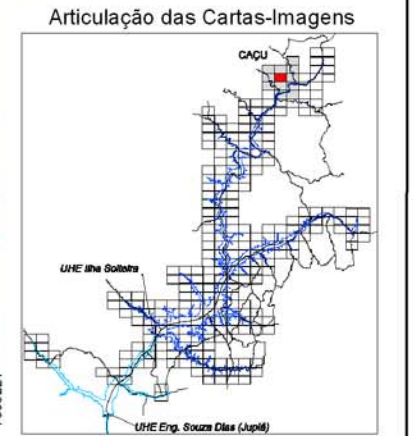 Articulação das Cartas-Imagens
CAÇU
UHE Ilha Solteira
UHE Eng. Souza Dias (Jupiá)